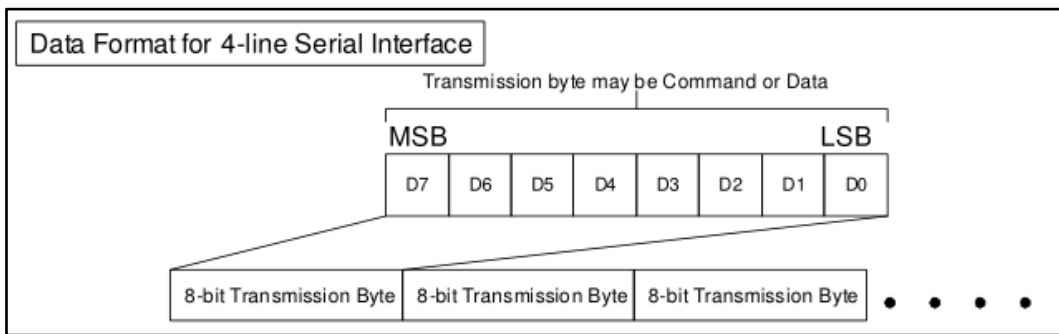 Data Format for 4-line Serial Interface
Transmission byte may be Command or Data
MSB LSB
D7 D6 D5 D4 D3 D2 D1 D0
8-bit Transmission Byte 8-bit Transmission Byte 8-bit Transmission Byte